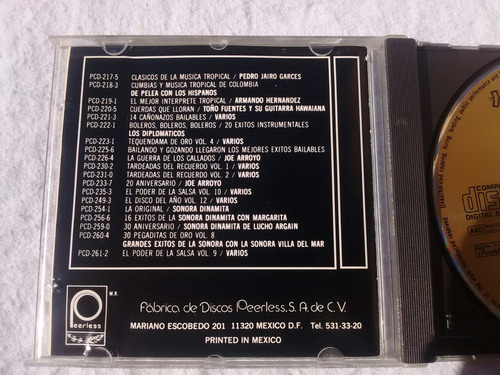 PCD-217-5 CLASICOS DE LA MUSICA TROPICAL / PEDRO JAIRO GARCES
PCD-218-3 CUMBIAS Y MUSICA TROPICAL DE COLOMBIA
DE PELEA CON LOS HISPANOS
PCD-219-1 EL MEJOR INTERPRETE TROPICAL / ARMANDO HERNANDEZ
PCD-220-5 CUERDAS QUE LLORAN / TOÑO FUENTES Y SU GUITARRA HAWAIANA
PCD-221-3 14 CAÑONAZOS BAILABLES / VARIOS
PCD-222-1 BOLEROS, BOLEROS, BOLEROS / 20 EXITOS INSTRUMENTALES
LOS DIPLOMATICOS
PCD-223-1 TEQUENDAMA DE ORO VOL. 4 / VARIOS
PCD-225-6 BAILANDO Y GOZANDO LLEGARON LOS MEJORES EXITOS BAILABLES
PCD-226-4 LA GUERRA DE LOS CALLADOS / JOE ARROYO
PCD-230-2 TARDEADAS DEL RECUERDO VOL. 1 / VARIOS
PCD-231-0 TARDEADAS DEL RECUERDO VOL. 2 / VARIOS
PCD-233-7 20 ANIVERSARIO / JOE ARROYO
PCD-235-3 EL PODER DE LA SALSA VOL. 10 / VARIOS
PCD-249-3 EL DISCO DEL AÑO VOL. 12 / VARIOS
PCD-254-1 LA ORIGINAL / SONORA DINAMITA
PCD-256-6 16 EXITOS DE LA SONORA DINAMITA CON MARGARITA
PCD-259-0 30 ANIVERSARIO / SONORA DINAMITA DE LUCHO ARGAIN
PCD-260-4 30 PEGADITAS DE ORO VOL. 8
GRANDES EXITOS DE LA SONORA CON LA SONORA VILLA DEL MAR
PCD-261-2 EL PODER DE LA SALSA VOL. 9 / VARIOS
M.R.
Peerless
Fábrica de Discos Peerless, S. A. de C. V.
MARIANO ESCOBEDO 201 11320 MEXICO D.F. Tel. 531-33-20
PRINTED IN MEXICO